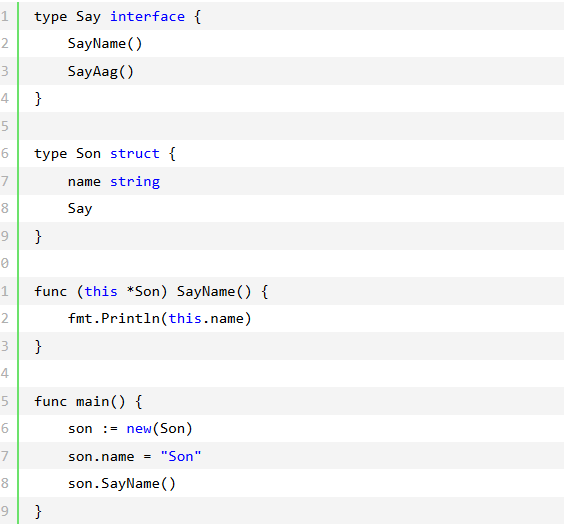 1 type Say interface {
2     SayName()
3     SayAag()
4 }
5
6 type Son struct {
7     name string
8     Say
9 }
0
1 func (this *Son) SayName() {
2     fmt.Println(this.name)
3 }
4
5 func main() {
6     son := new(Son)
7     son.name = "Son"
8     son.SayName()
9 }